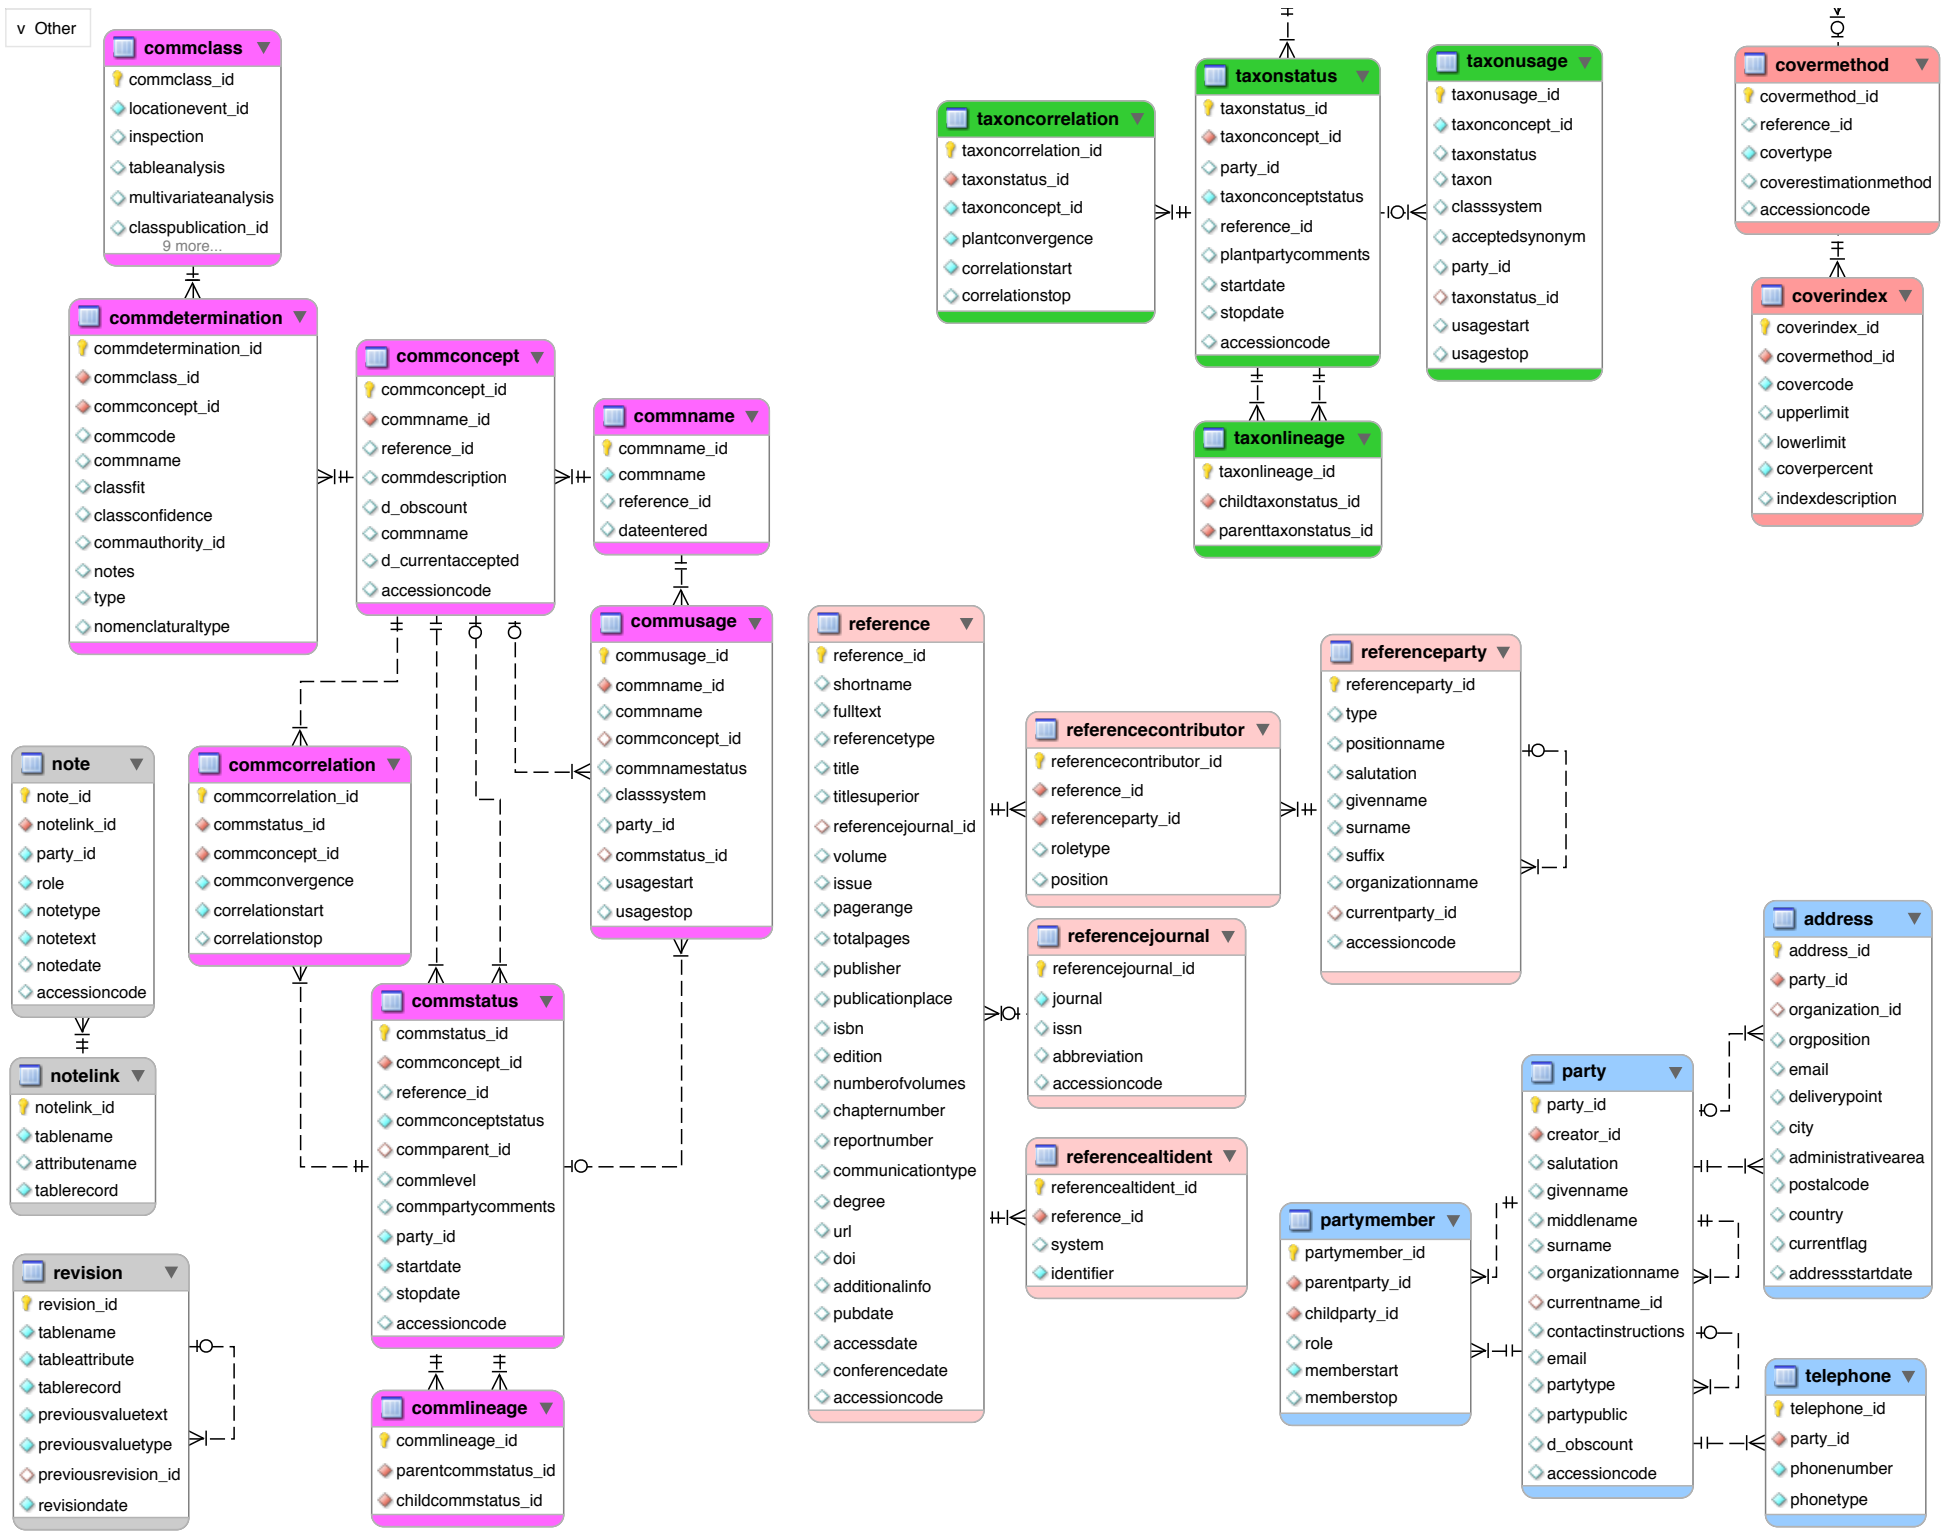 v Other
commclass
commclass_id
locationevent_id
inspection
tableanalysis
multivariateanalysis
classpublication_id
9 more...
commdetermination
commdetermination_id
commclass_id
commconcept_id
commcode
commname
classfit
classconfidence
commauthority_id
notes
type
nomenclaturaltype
commconcept
commconcept_id
commname_id
reference_id
commdescription
d_obscount
commname
d_currentaccepted
accessioncode
commname
commname_id
commname
reference_id
dateentered
commusage
commusage_id
commname_id
commname
commconcept_id
commnamestatus
classsystem
party_id
commstatus_id
usagestart
usagestop
note
note_id
notelink_id
party_id
role
notetype
notetext
notedate
accessioncode
notelink
notelink_id
tablename
attributename
tablerecord
revision
revision_id
tablename
tableattribute
tablerecord
previousvaluetext
previousvaluetype
previousrevision_id
revisiondate
commcorrelation
commcorrelation_id
commstatus_id
commconcept_id
commconvergence
correlationstart
correlationstop
commstatus
commstatus_id
commconcept_id
reference_id
commconceptstatus
commparent_id
commlevel
commpartycomments
party_id
startdate
stopdate
accessioncode
commlineage
commlineage_id
parentcommstatus_id
childcommstatus_id
taxoncorrelation
taxoncorrelation_id
taxonstatus_id
taxonconcept_id
plantconvergence
correlationstart
correlationstop
taxonstatus
taxonstatus_id
taxonconcept_id
party_id
taxonconceptstatus
reference_id
plantpartycomments
startdate
stopdate
accessioncode
taxonusage
taxonusage_id
taxonconcept_id
taxonstatus
taxon
classsystem
acceptedsynonym
party_id
taxonstatus_id
usagestart
usagestop
taxonlineage
taxonlineage_id
childtaxonstatus_id
parenttaxonstatus_id
covermethod
covermethod_id
reference_id
covertype
coverestimationmethod
accessioncode
coverindex
coverindex_id
covermethod_id
covercode
upperlimit
lowerlimit
coverpercent
indexdescription
reference
reference_id
shortname
fulltext
referencetype
title
titlesuperior
referencejournal_id
volume
issue
pagerange
totalpages
publisher
publicationplace
isbn
edition
numberofvolumes
chapternumber
reportnumber
communicationtype
degree
url
doi
additionalinfo
pubdate
accessdate
conferencedate
accessioncode
referencecontributor
referencecontributor_id
reference_id
referenceparty_id
roletype
position
referencejournal
referencejournal_id
journal
issn
abbreviation
accessioncode
referencealtident
referencealtident_id
reference_id
system
identifier
referenceparty
referenceparty_id
type
positionname
salutation
givenname
surname
suffix
organizationname
currentparty_id
accessioncode
partymember
partymember_id
parentparty_id
childparty_id
role
memberstart
memberstop
party
party_id
creator_id
salutation
givenname
middlename
surname
organizationname
currentname_id
contactinstructions
email
partytype
partypublic
d_obscount
accessioncode
address
address_id
party_id
organization_id
orgposition
email
deliverypoint
city
administrativearea
postalcode
country
currentflag
addressstartdate
telephone
telephone_id
party_id
phonenumber
phonetype